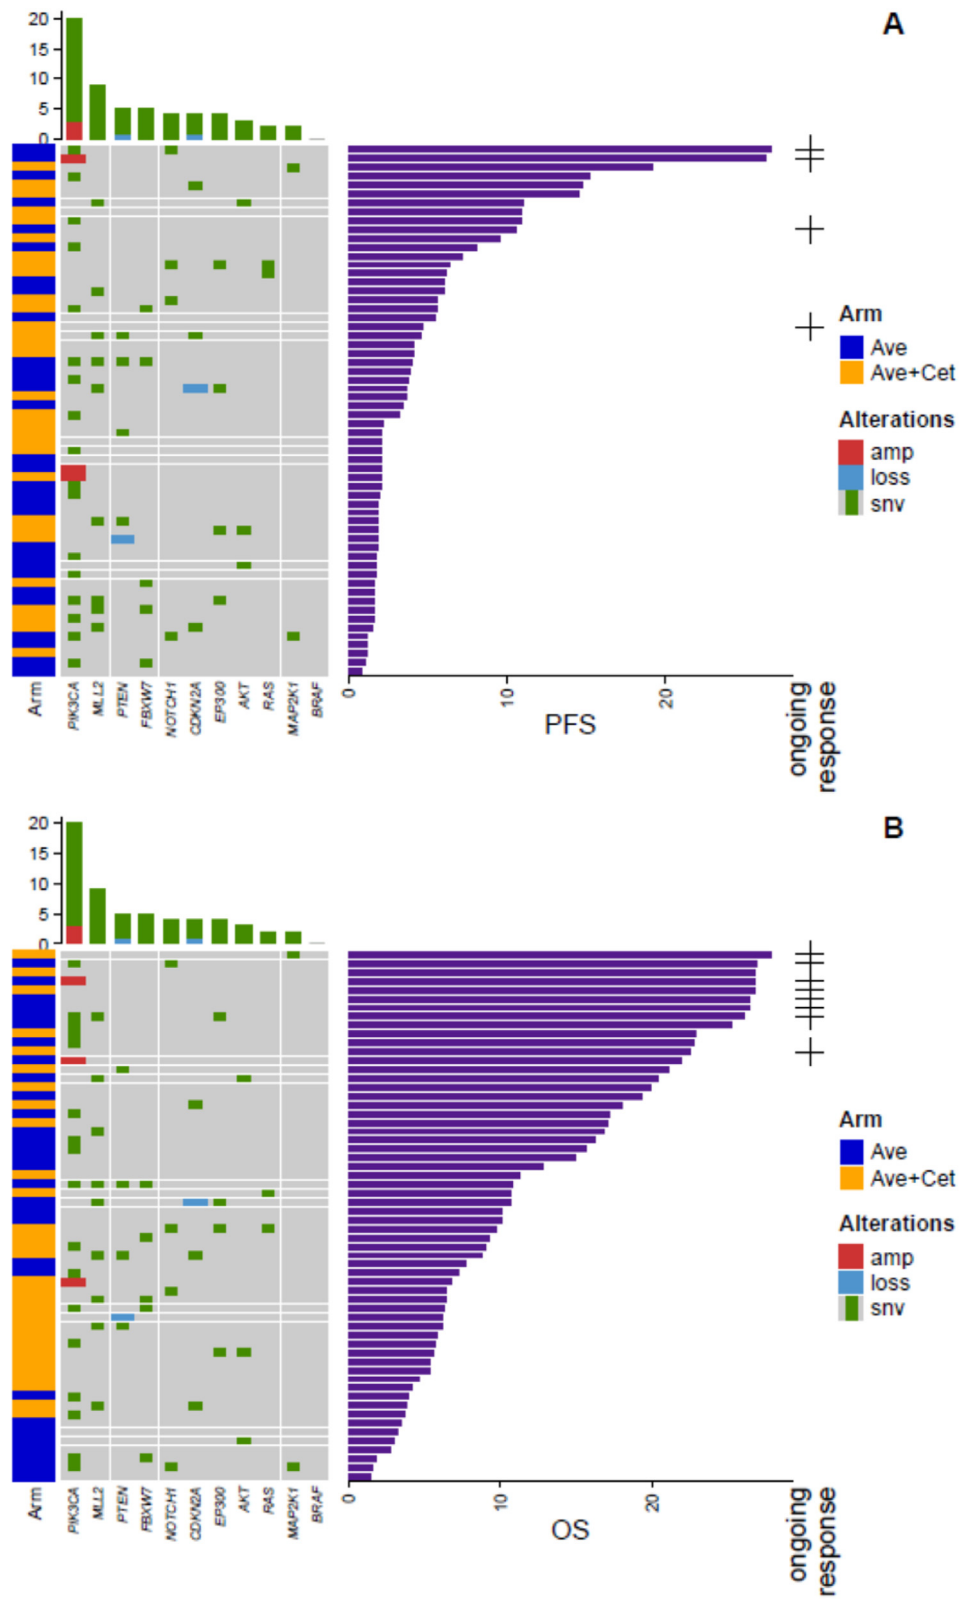 A
20
15
10
5
0
Arm
Ave
Ave+Cet
Alterations
amp
loss
snv
Arm
PIK3CA
MLL2
PTEN
FBXW7
NOTCH1
CDKN2A
EP300
AKT
RAS
MAP2K1
BRAF
0
10
20
PFS
ongoing
response
B
20
15
10
5
0
Arm
Ave
Ave+Cet
Alterations
amp
loss
snv
Arm
PIK3CA
MLL2
PTEN
FBXW7
NOTCH1
CDKN2A
EP300
AKT
RAS
MAP2K1
BRAF
0
10
20
OS
ongoing
response